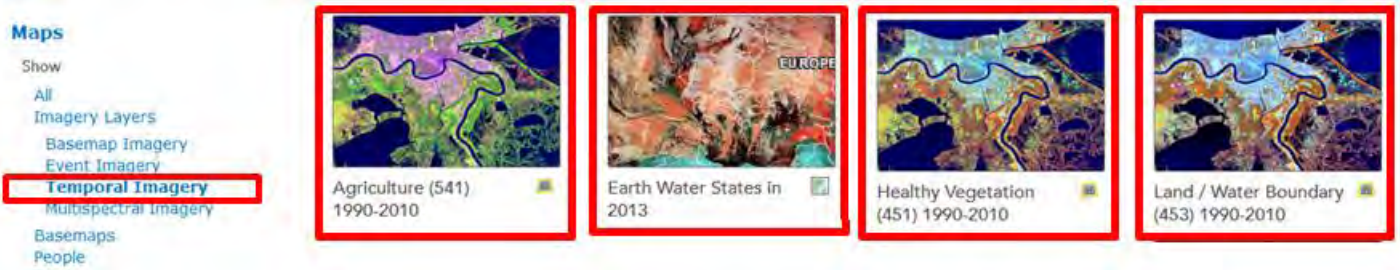 Maps
Show
All
Imagery Layers
Basemap Imagery
Event Imagery
Temporal Imagery
Multispectral Imagery
Basemaps
People
Agriculture (541)
1990-2010
EUROPE
Earth Water States in
2013
Healthy Vegetation
(451) 1990-2010
Land / Water Boundary
(453) 1990-2010